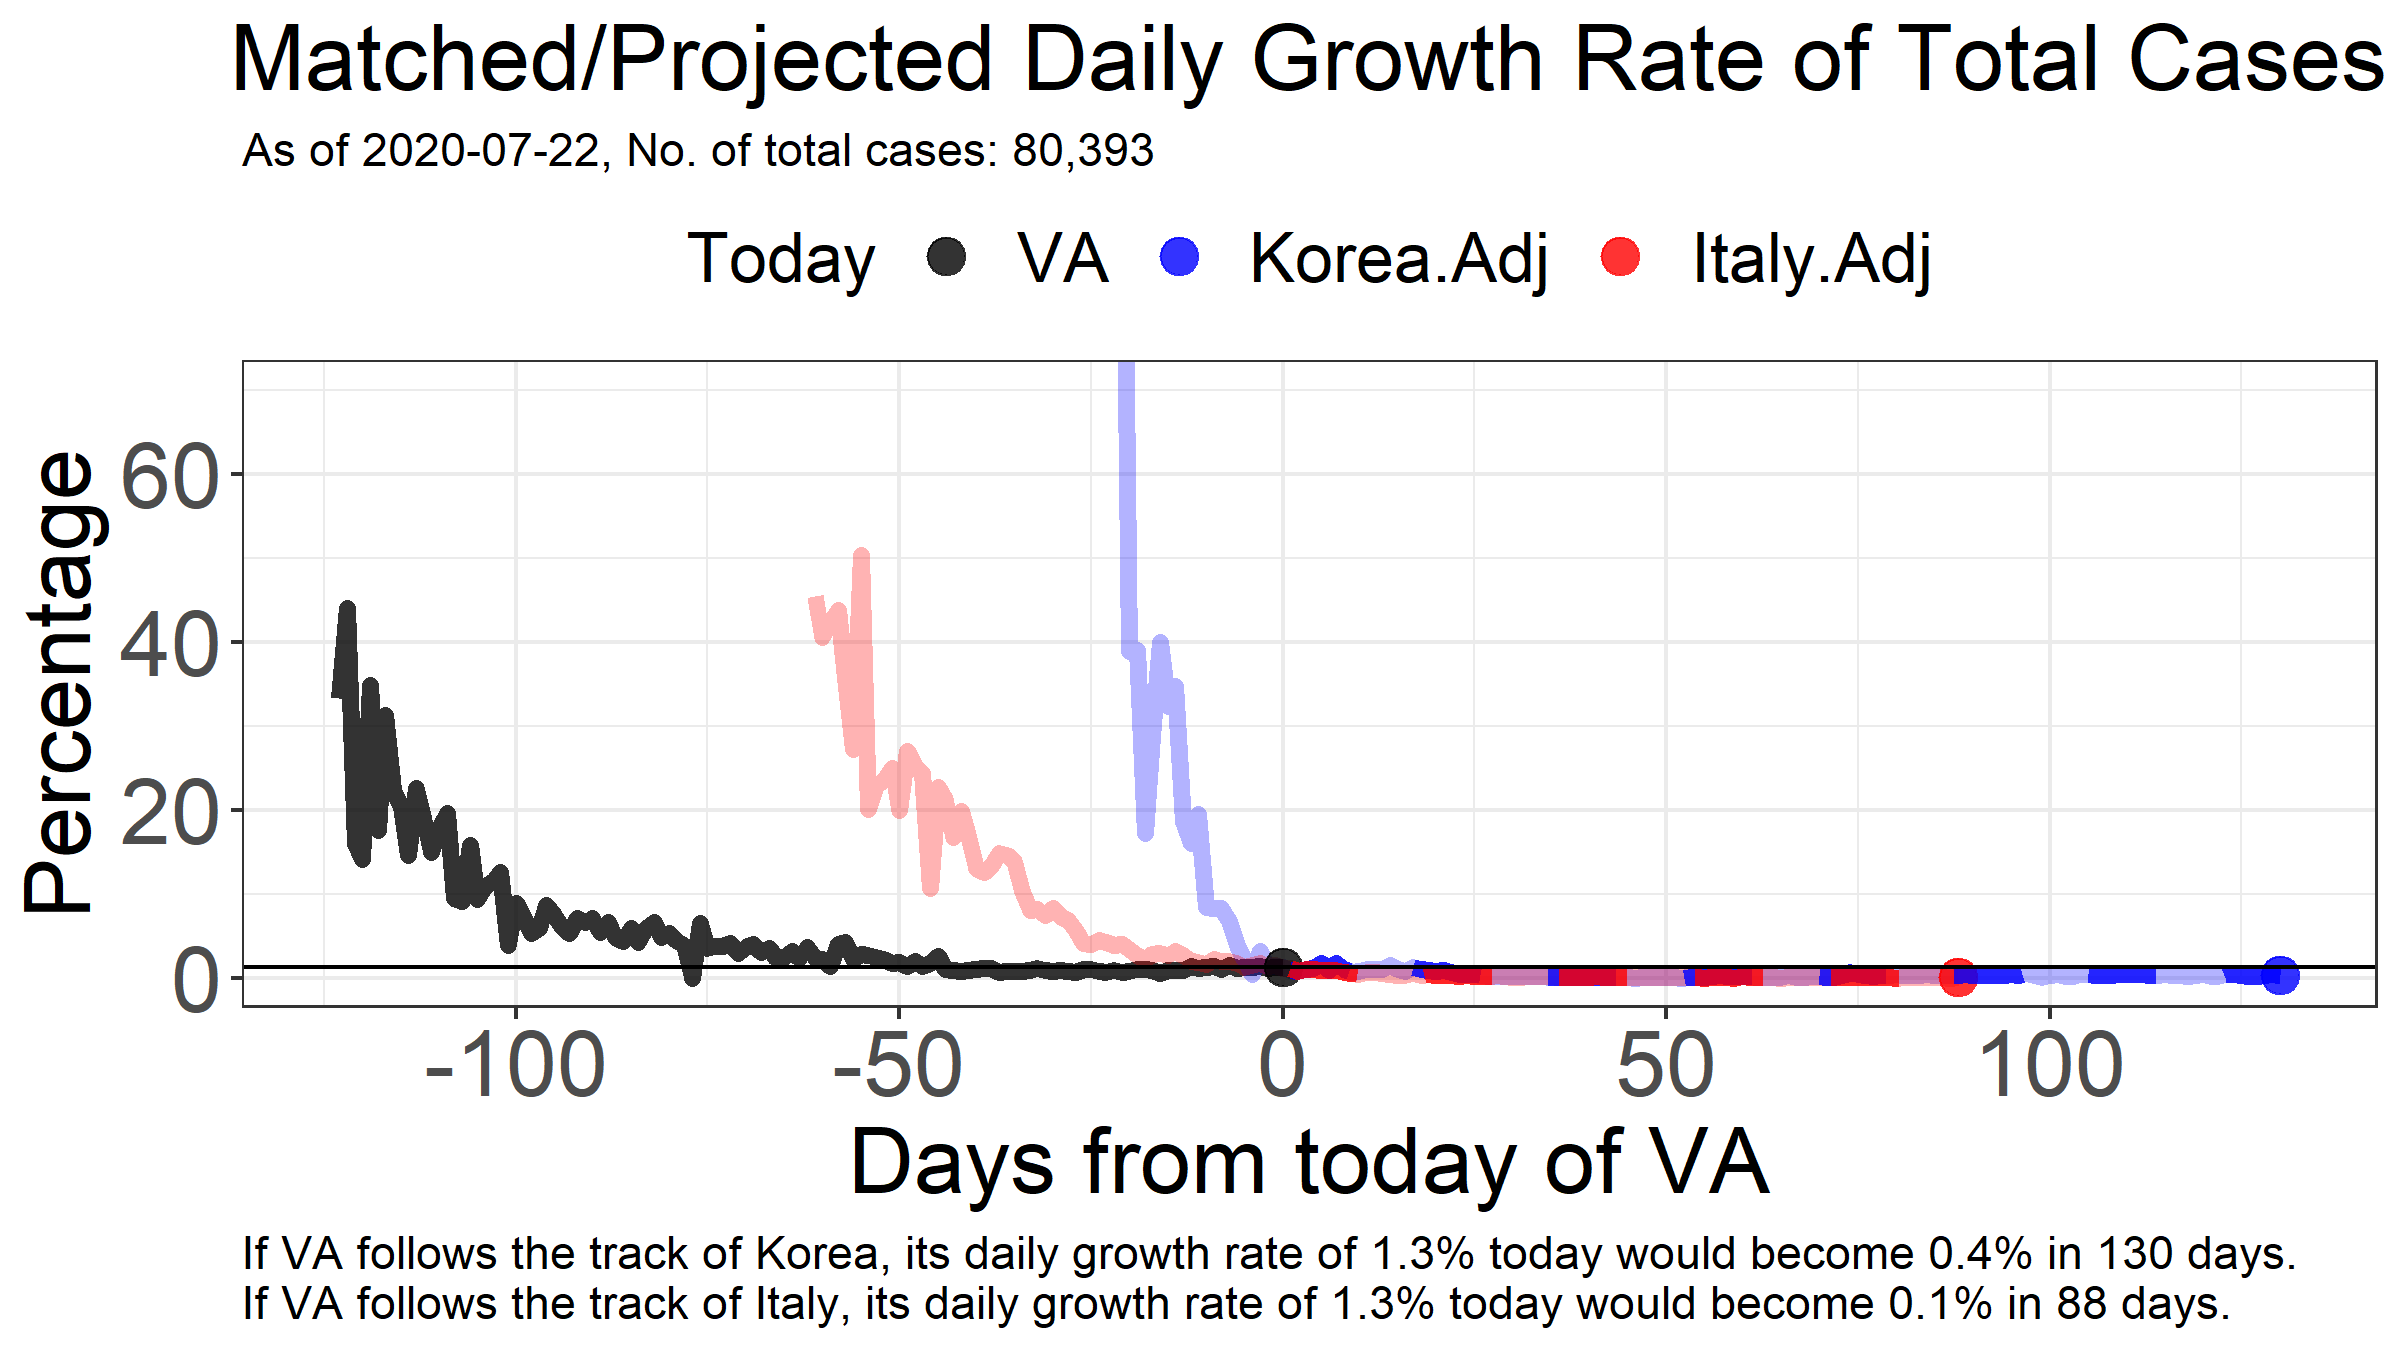 Matched/Projected Daily Growth Rate of Total Cases
As of 2020-07-22, No. of total cases: 80,393
Today VA Korea.Adj Italy.Adj
Percentage
60
40
20
0
-100 -50 0 50 100
Days from today of VA
If VA follows the track of Korea, its daily growth rate of 1.3% today would become 0.4% in 130 days.
If VA follows the track of Italy, its daily growth rate of 1.3% today would become 0.1% in 88 days.